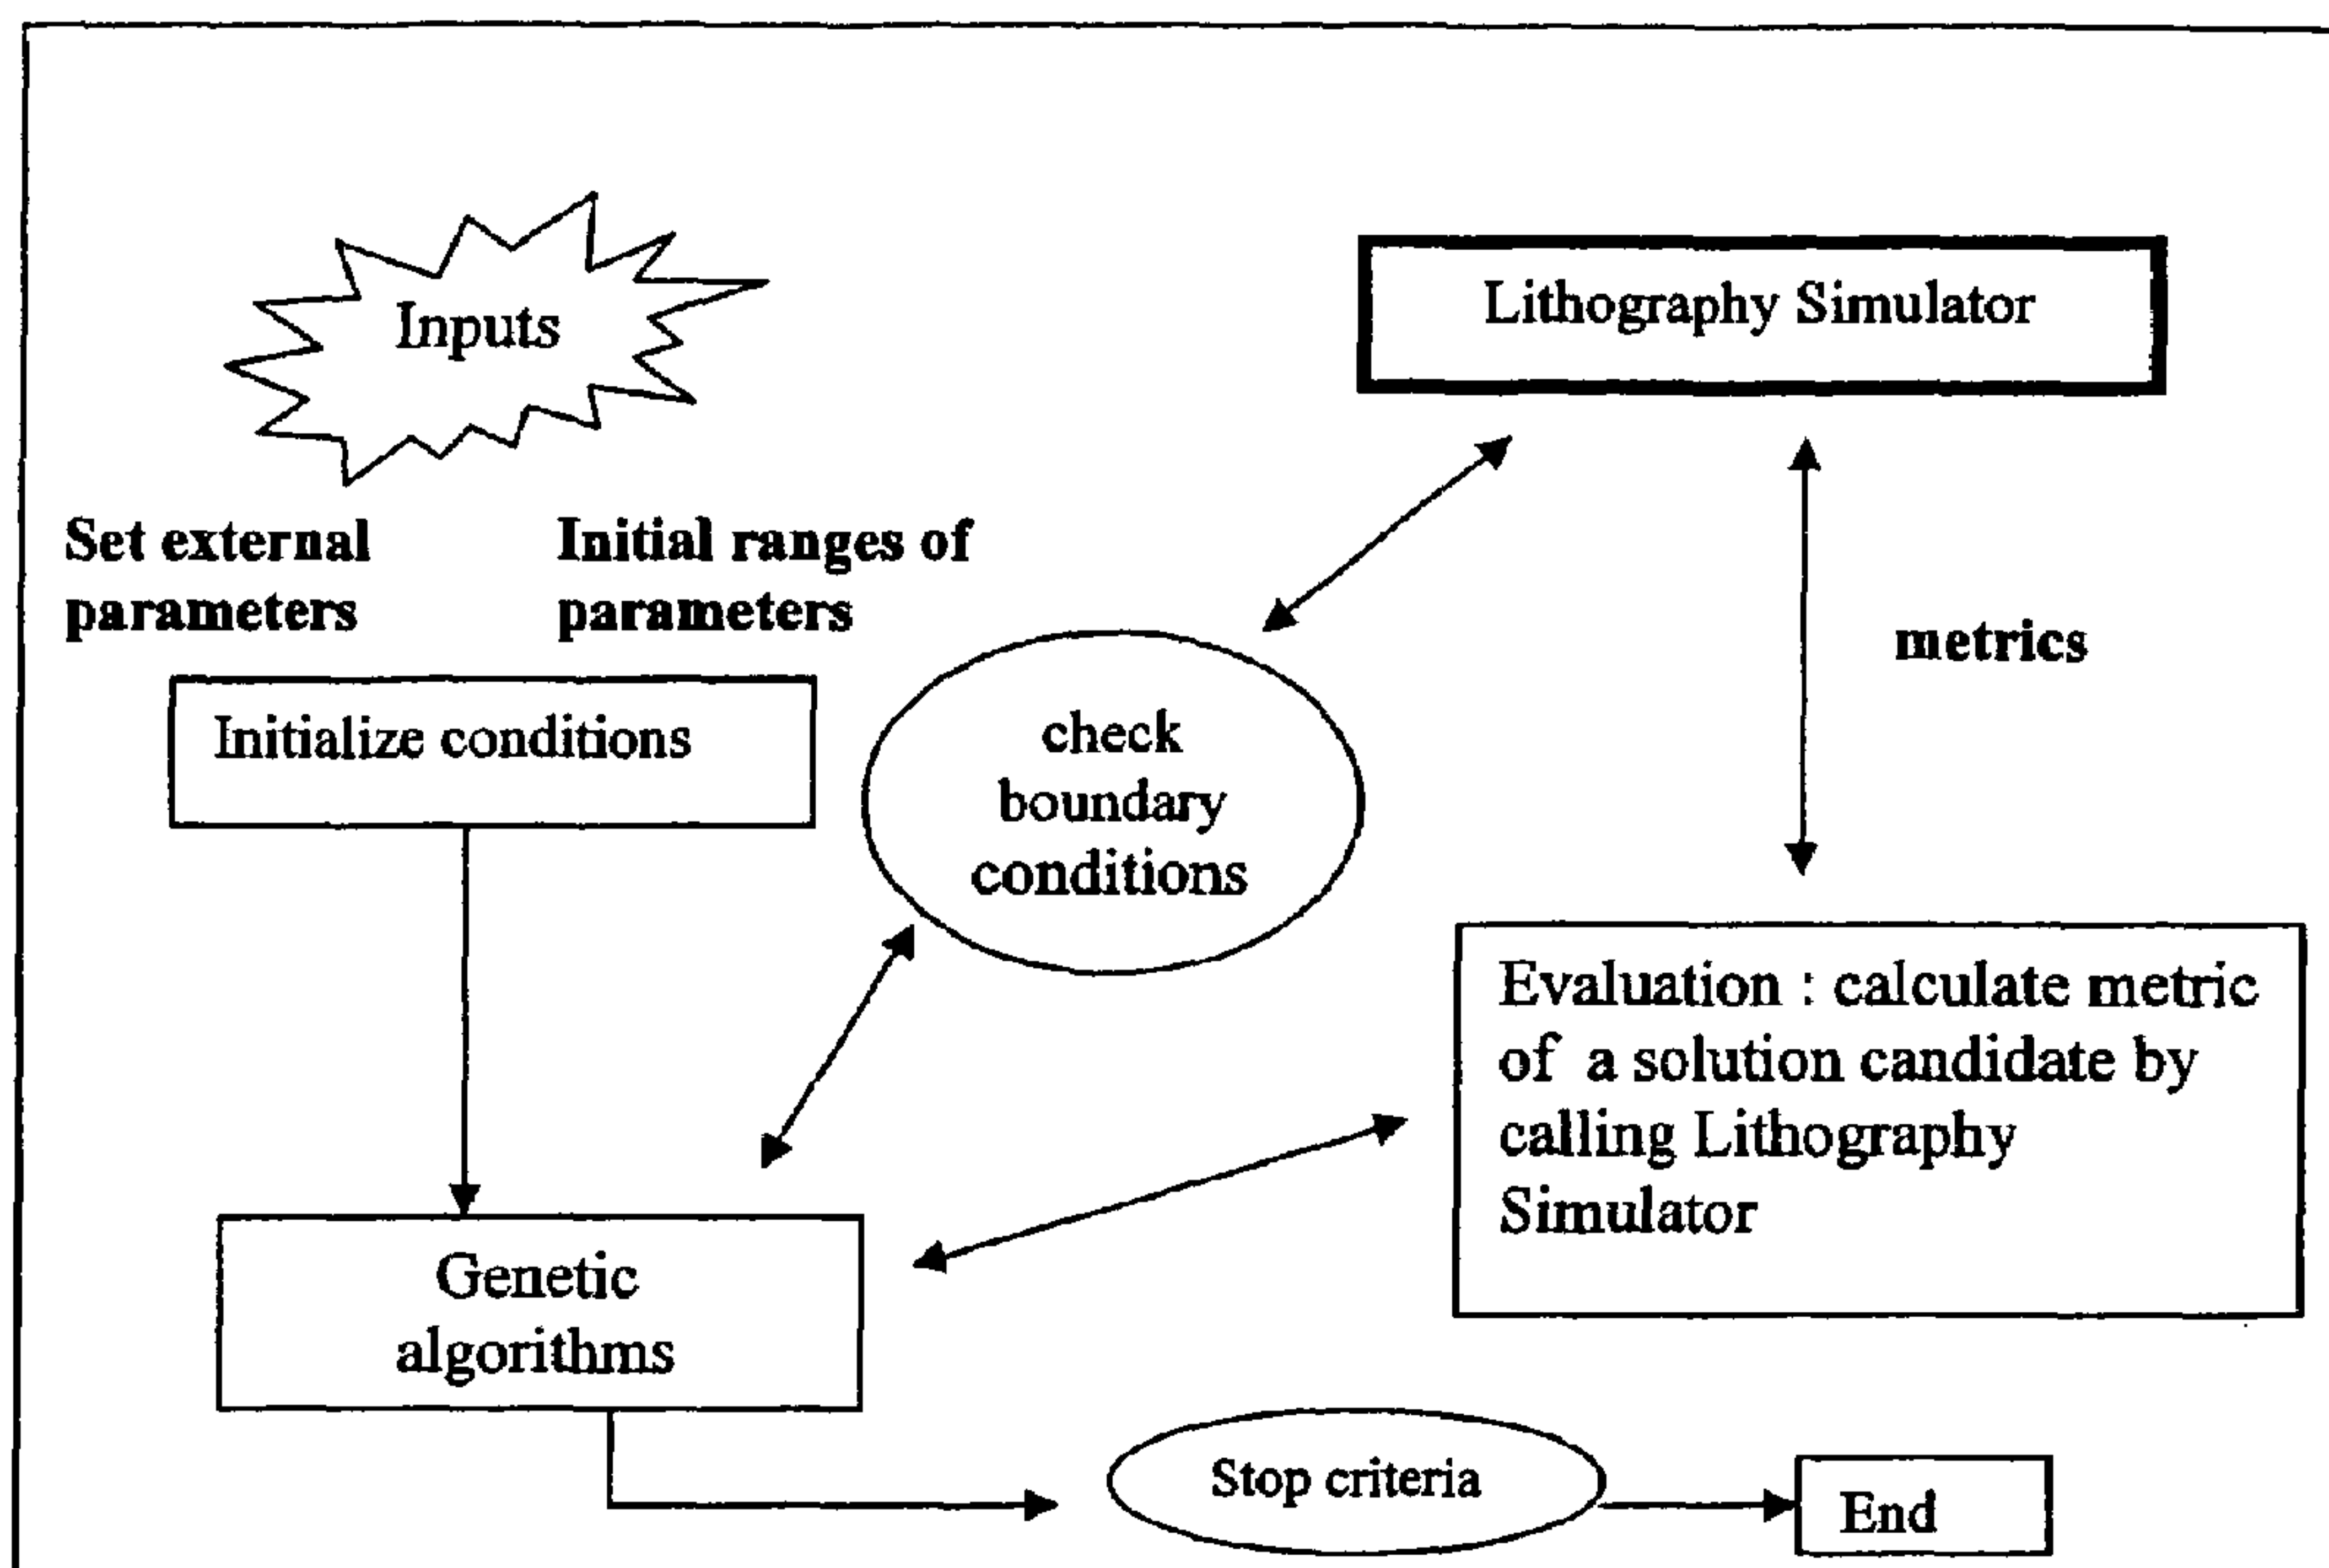 Inputs
Lithography Simulator
Set external
parameters
Initial ranges of
parameters
metrics
Initialize conditions
check
boundary
conditions
Evaluation : calculate metric
of a solution candidate by
calling Lithography
Simulator
Genetic
algorithms
Stop criteria
End